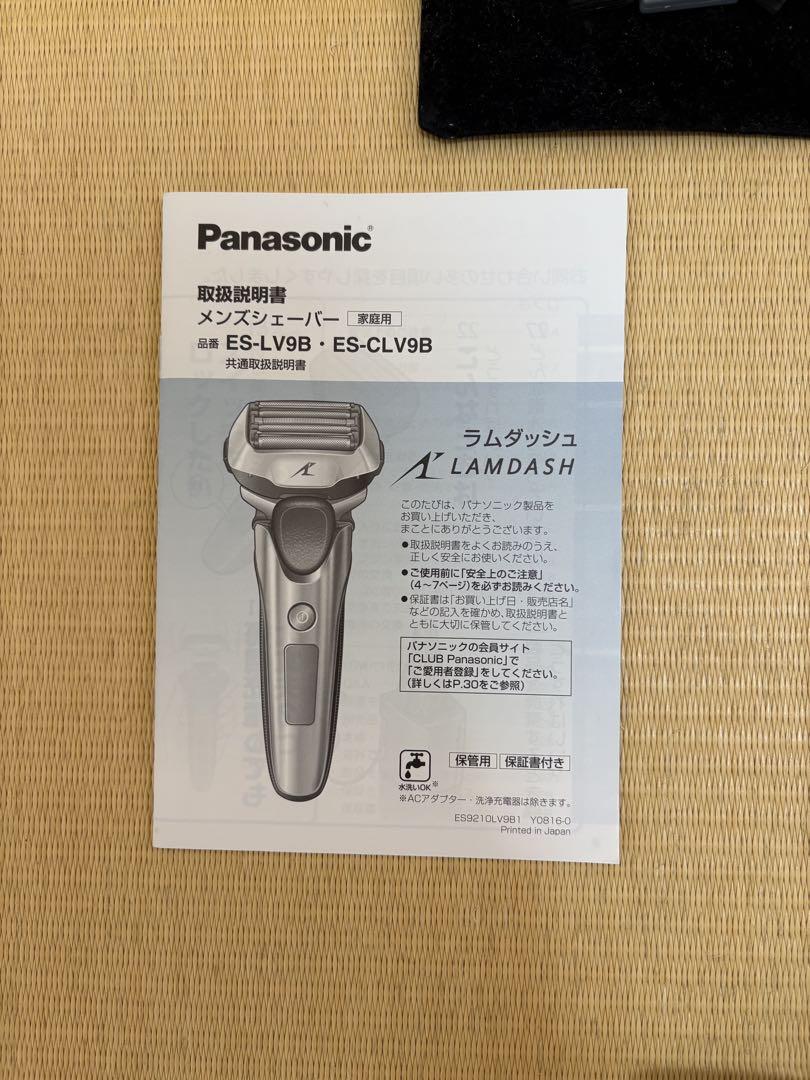 Panasonic®
取扱説明書
メンズシェーバー 家庭用
品番 ES-LV9B・ES-CLV9B
共通取扱説明書
ラムダッシュ
LAMDASH
このたびは、パナソニック製品を
お買い上げいただき、
まことにありがとうございます。
●取扱説明書をよくお読みのうえ、
正しく安全にお使いください。
●ご使用前に「安全上のご注意」
(4〜7ページ)を必ずお読みください。
●保証書は「お買い上げ日・販売店名」
などの記入を確かめ、取扱説明書と
ともに大切に保管してください。
パナソニックの会員サイト
「CLUB Panasonic」で
「ご愛用者登録」をしてください。
(詳しくはP.30をご参照)
水洗いOK※
保管用 保証書付き
※ACアダプター・洗浄充電器は除きます。
ES9210LV9B1 Y0816-0
Printed in Japan